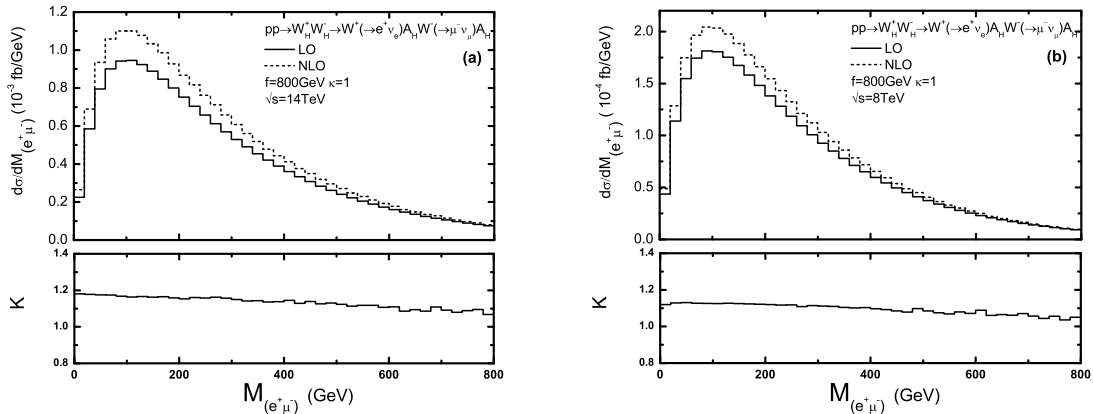 pp→W⁺HW⁻H→W⁺(→e⁺νe)AHW⁻(→μ⁻νμ)AH
LO
NLO
f=800GeV κ=1
√s=14TeV
(a)
dσ/dM(e⁺μ⁻) (10⁻³ fb/GeV)
1.2
1.0
0.8
0.6
0.4
0.2
0.0
K
1.4
1.2
1.0
0.8
0 200 400 600 800
M(e⁺μ⁻) (GeV)
pp→W⁺HW⁻H→W⁺(→e⁺νe)AHW⁻(→μ⁻νμ)AH
LO
NLO
f=800GeV κ=1
√s=8TeV
(b)
dσ/dM(e⁺μ⁻) (10⁻⁴ fb/GeV)
2.0
1.5
1.0
0.5
0.0
K
1.4
1.2
1.0
0.8
0 200 400 600 800
M(e⁺μ⁻) (GeV)